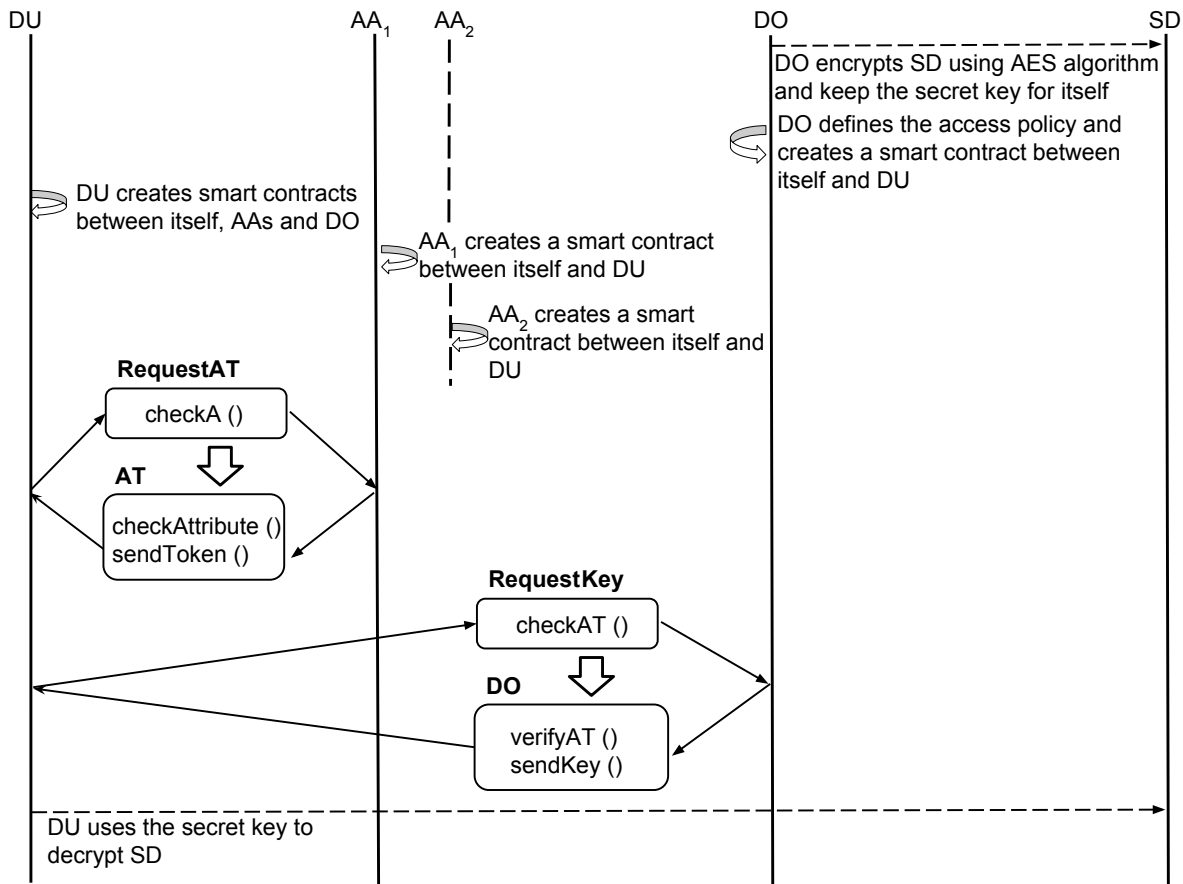 DU
AA1
AA2
DO
SD
DO encrypts SD using AES algorithm
and keep the secret key for itself
DO defines the access policy and
creates a smart contract between
itself and DU
DU creates smart contracts
between itself, AAs and DO
AA1 creates a smart contract
between itself and DU
AA2 creates a smart
contract between itself and
DU
RequestAT
checkA ()
AT
checkAttribute ()
sendToken ()
RequestKey
checkAT ()
DO
verifyAT ()
sendKey ()
DU uses the secret key to
decrypt SD